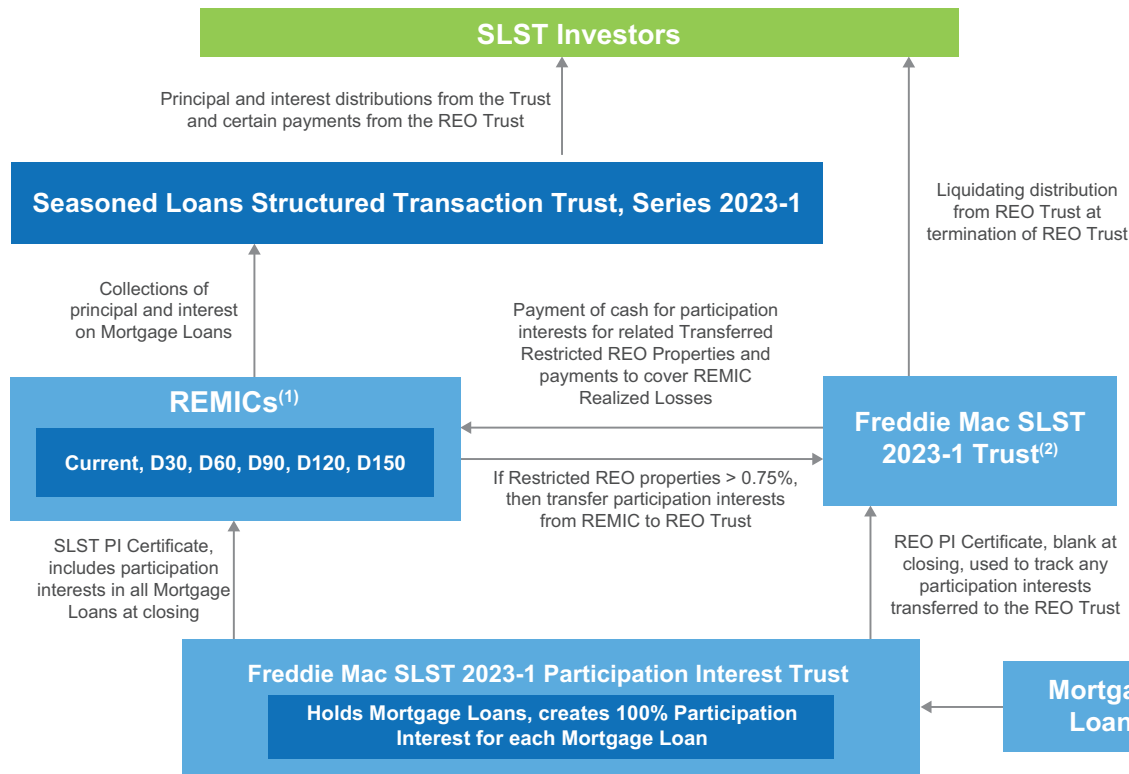 SLST Investors
Principal and interest distributions from the Trust
and certain payments from the REO Trust
Seasoned Loans Structured Transaction Trust, Series 2023-1
Liquidating distribution
from REO Trust at
termination of REO Trust
Collections of
principal and interest
on Mortgage Loans
Payment of cash for participation
interests for related Transferred
Restricted REO Properties and
payments to cover REMIC
Realized Losses
REMICs(1)
Current, D30, D60, D90, D120, D150
Freddie Mac SLST
2023-1 Trust(2)
If Restricted REO properties > 0.75%,
then transfer participation interests
from REMIC to REO Trust
SLST PI Certificate,
includes participation
interests in all Mortgage
Loans at closing
REO PI Certificate, blank at
closing, used to track any
participation interests
transferred to the REO Trust
Freddie Mac SLST 2023-1 Participation Interest Trust
Holds Mortgage Loans, creates 100% Participation
Interest for each Mortgage Loan